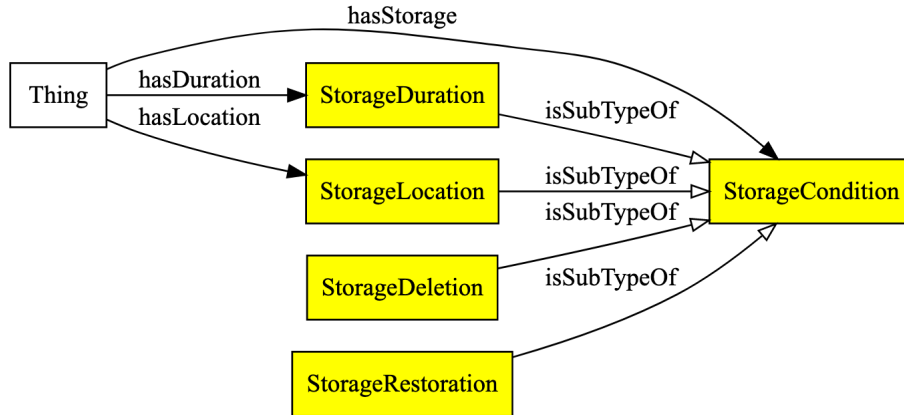 hasStorage
Thing
hasDuration
StorageDuration
hasLocation
isSubTypeOf
StorageLocation
isSubTypeOf
StorageCondition
isSubTypeOf
StorageDeletion
isSubTypeOf
StorageRestoration